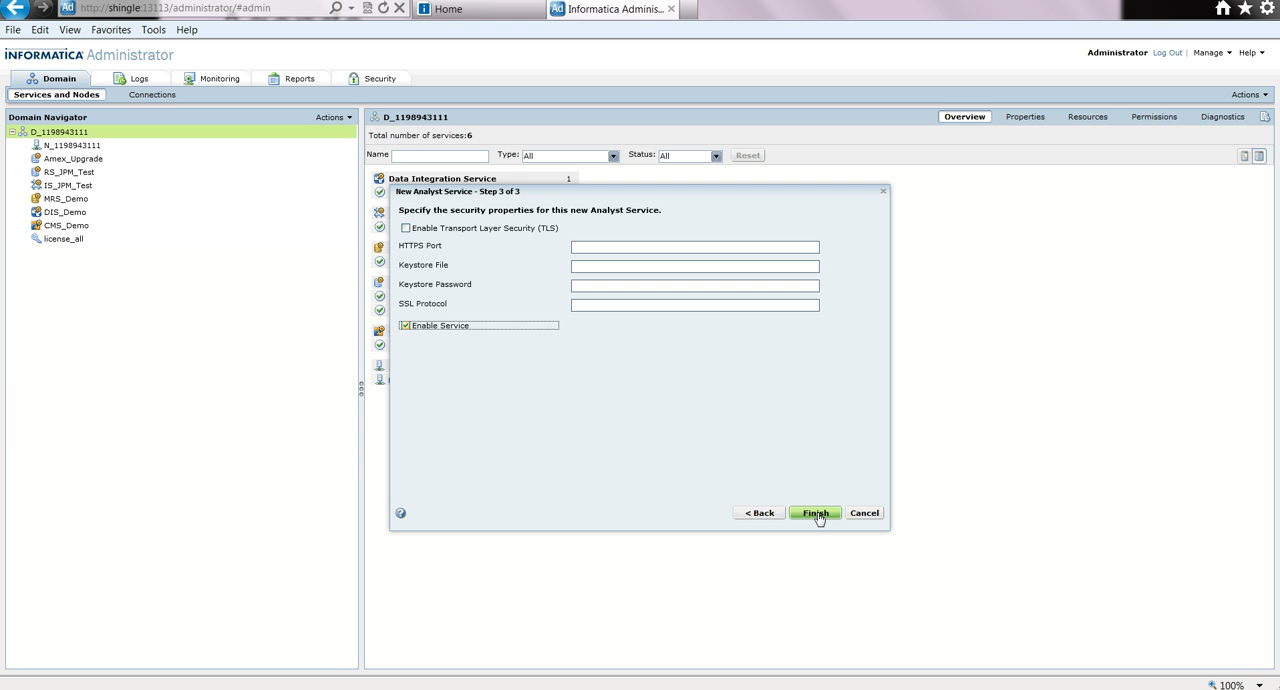 http://shingle:13113/administrator/#admin
Home
Informatica Adminis...
File Edit View Favorites Tools Help
INFORMATICA Administrator
Administrator Log Out | Manage Help
Domain Logs Monitoring Reports Security
Services and Nodes Connections Actions
Domain Navigator Actions
D_1198943111
N_1198943111
Amex_Upgrade
RS_JPM_Test
IS_JPM_Test
MRS_Demo
DIS_Demo
CMS_Demo
license_all
D_1198943111 Overview Properties Resources Permissions Diagnostics
Total number of services:6
Name Type: All Status: All Reset
Data Integration Service 1
New Analyst Service - Step 3 of 3
Specify the security properties for this new Analyst Service.
Enable Transport Layer Security (TLS)
HTTPS Port
Keystore File
Keystore Password
SSL Protocol
Enable Service
< Back Finish Cancel
100%